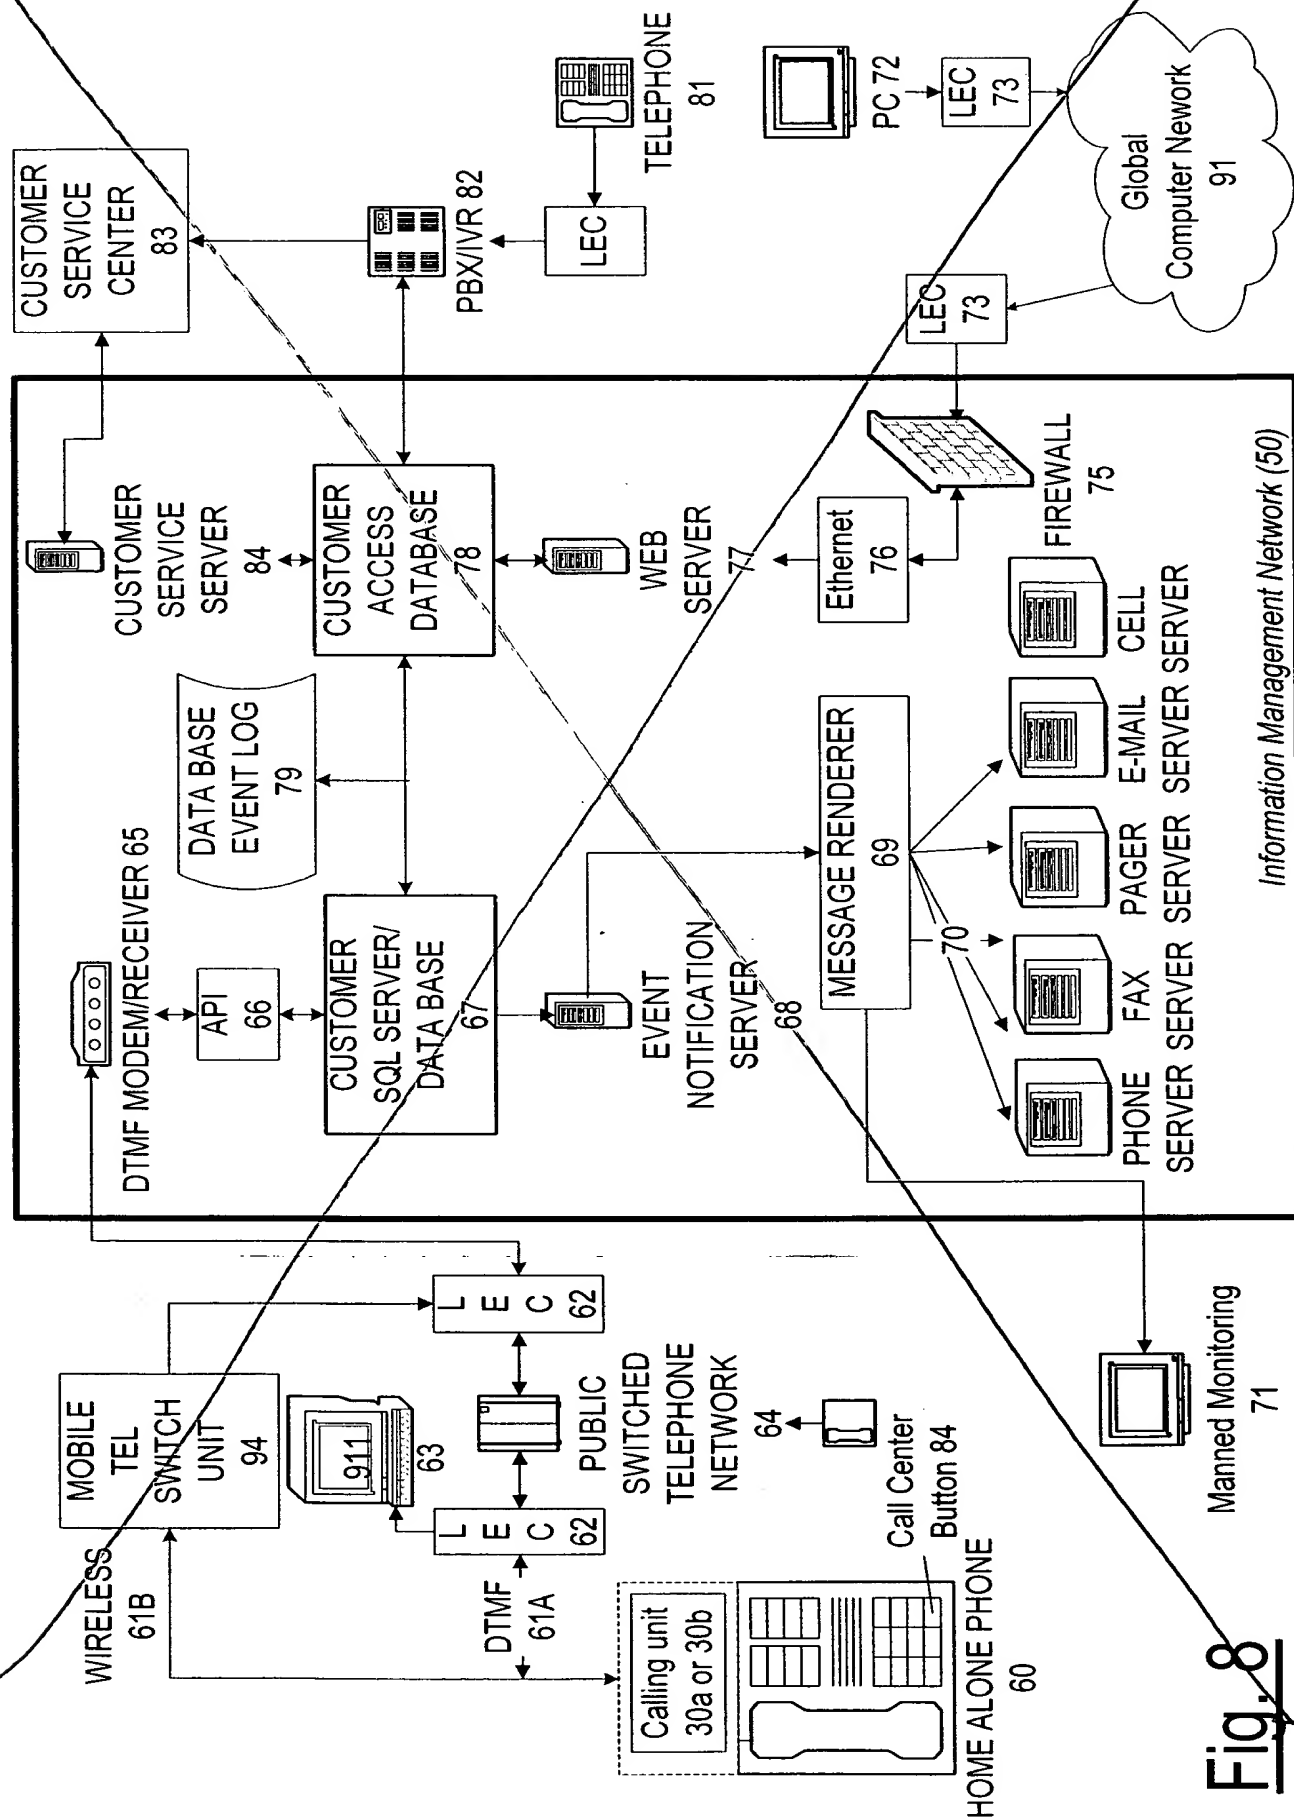 WIRELESS
61B
MOBILE
TEL
SWITCH
UNIT
94
911
63
L
E
C
62
L
E
C
62
DTMF
61A
PUBLIC
SWITCHED
TELEPHONE
NETWORK
64
Calling unit
30a or 30b
Call Center
Button 84
HOME ALONE PHONE
60
Manned Monitoring
71
DTMF MODEM/RECEIVER 65
API
66
CUSTOMER
SQL SERVER/
DATA BASE
67
DATA BASE
EVENT LOG
79
EVENT
NOTIFICATION
SERVER
68
MESSAGE RENDERER
69
70
PHONE
SERVER
FAX
SERVER
PAGER
SERVER
E-MAIL
SERVER
CELL
SERVER
CUSTOMER
SERVICE
SERVER
84
CUSTOMER
ACCESS
DATABASE
78
WEB
SERVER
77
Ethernet
76
FIREWALL
75
Information Management Network (50)
CUSTOMER
SERVICE
CENTER
83
PBX/IVR 82
LEC
TELEPHONE
81
PC 72
LEC
73
LEC
73
Global
Computer Nework
91
Fig. 8